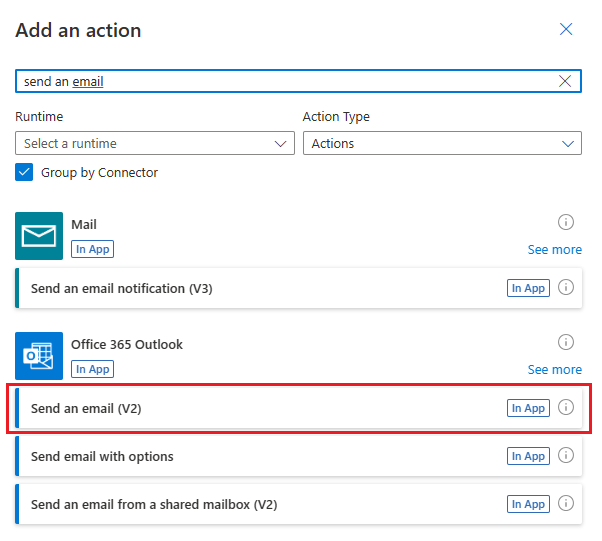 Add an action
send an email
Runtime
Action Type
Select a runtime
Actions
Group by Connector
Mail
In App
See more
Send an email notification (V3)
In App
Office 365 Outlook
In App
See more
Send an email (V2)
In App
Send email with options
In App
Send an email from a shared mailbox (V2)
In App